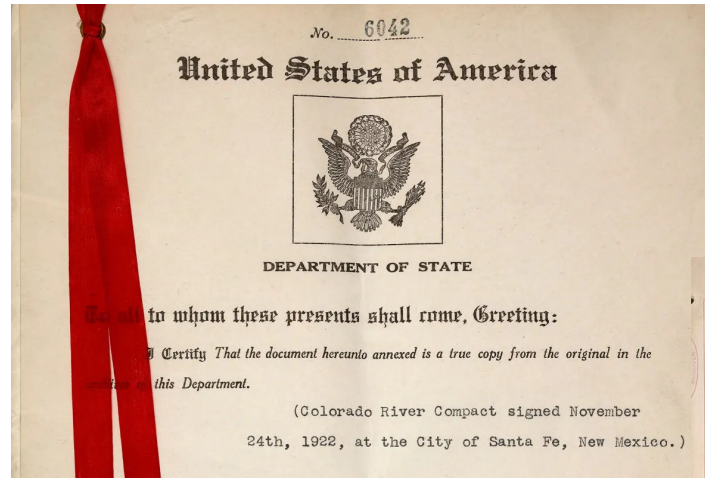 No. 6042
United States of America
DEPARTMENT OF STATE
To all to whom these presents shall come, Greeting:
I Certify That the document hereunto annexed is a true copy from the original in the
this Department.
(Colorado River Compact signed November
24th, 1922, at the City of Santa Fe, New Mexico.)